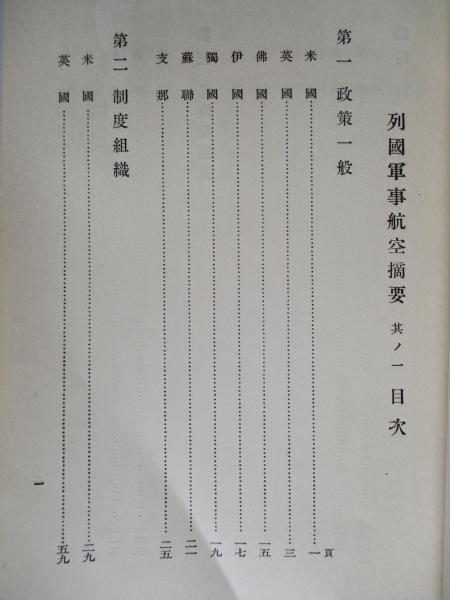 列國軍事航空摘要 其ノ一 目次
第一 政策一般
米國……一頁
英國……三
佛國……一五
伊國……一七
獨國……一九
蘇聯……二一
支那……二五
第二 制度組織
米國……二九
英國……五九
一